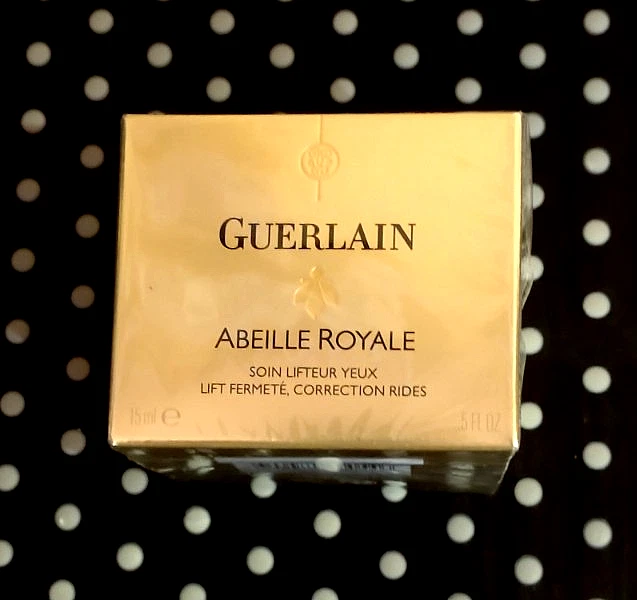 GUERLAIN
ABEILLE ROYALE
SOIN LIFTEUR YEUX
LIFT FERMETÉ, CORRECTION RIDES
15 ml ℮
.5 FL OZ